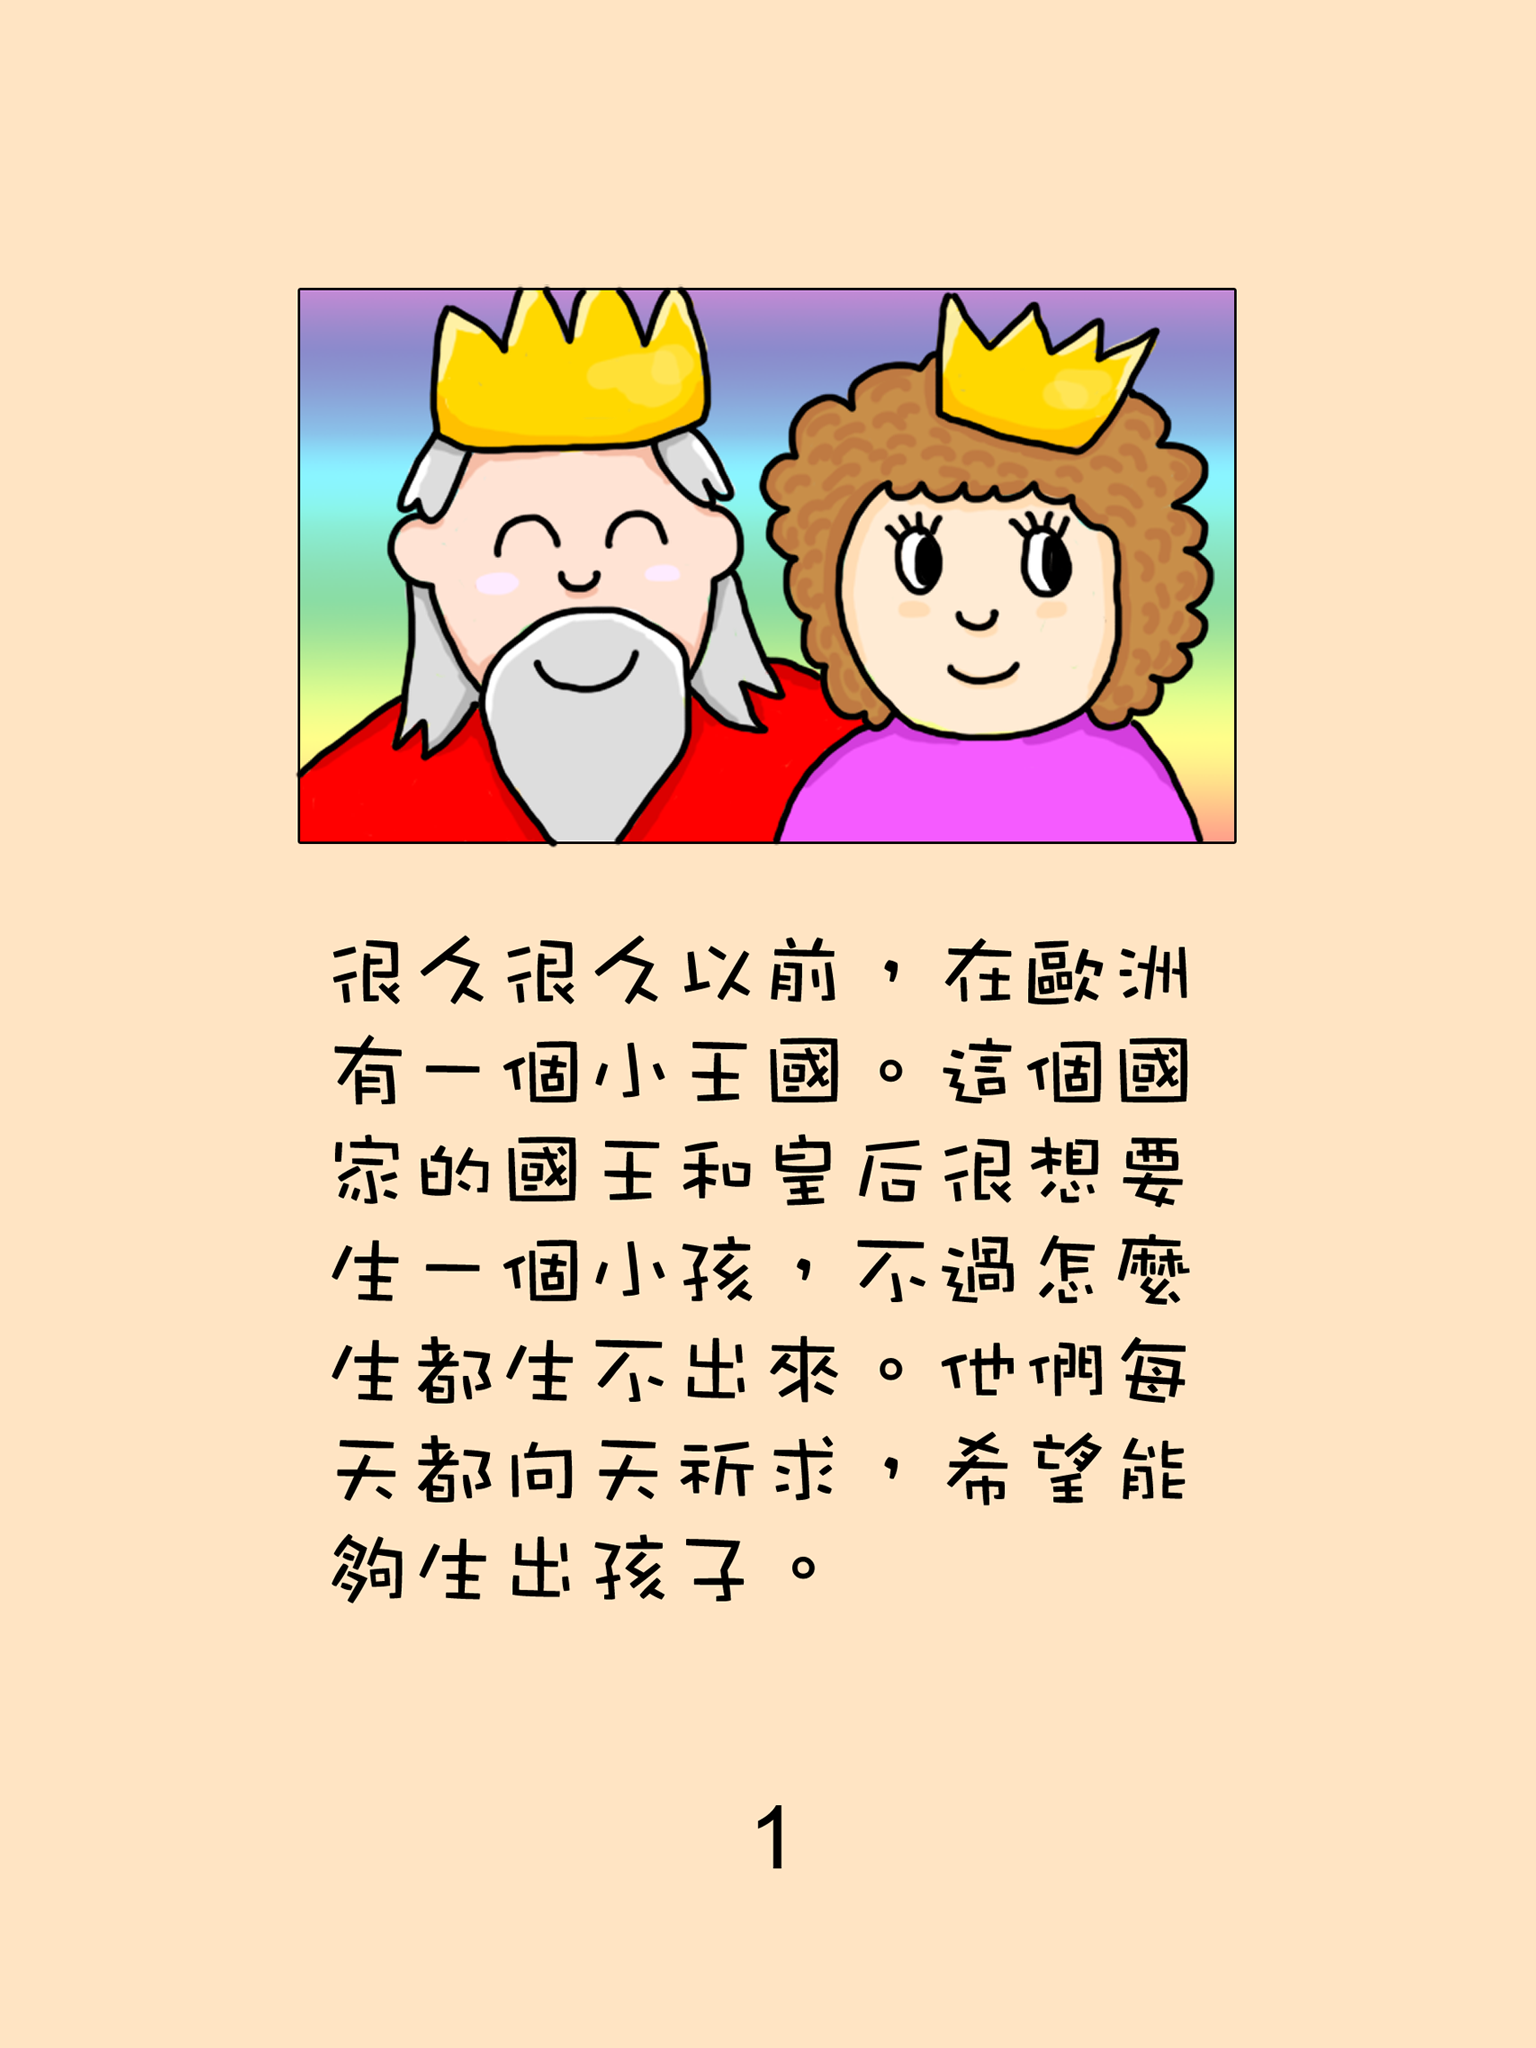 很久很久以前，在歐洲
有一個小王國。這個國
家的國王和皇后很想要
生一個小孩，不過怎麼
生都生不出來。他們每
天都向天祈求，希望能
夠生出孩子。
1